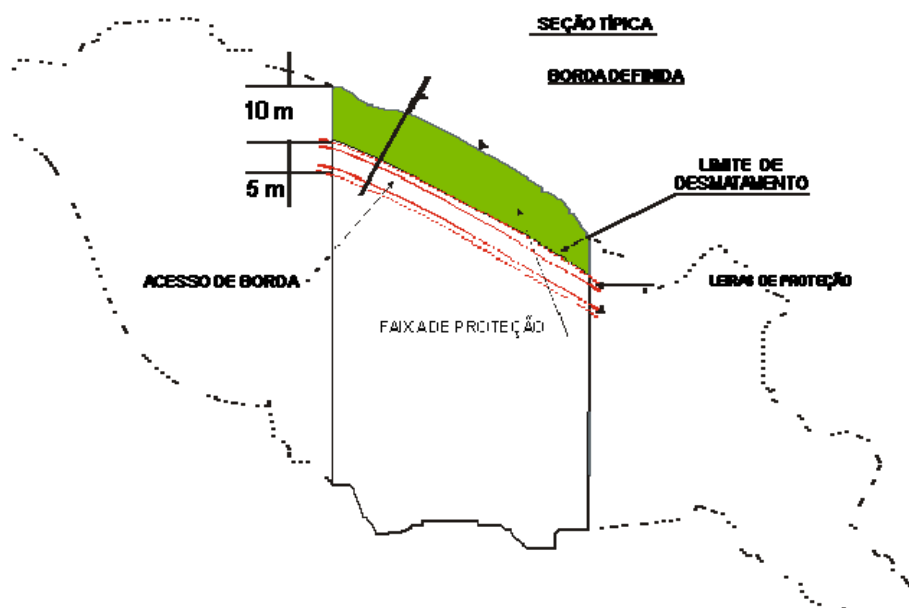 SEÇÃO TÍPICA
BORDA DEFINIDA
10 m
LIMITE DE
DESMATAMENTO
5 m
ACESSO DE BORDA
LEIRAS DE PROTEÇÃO
FAIXA DE PROTEÇÃO